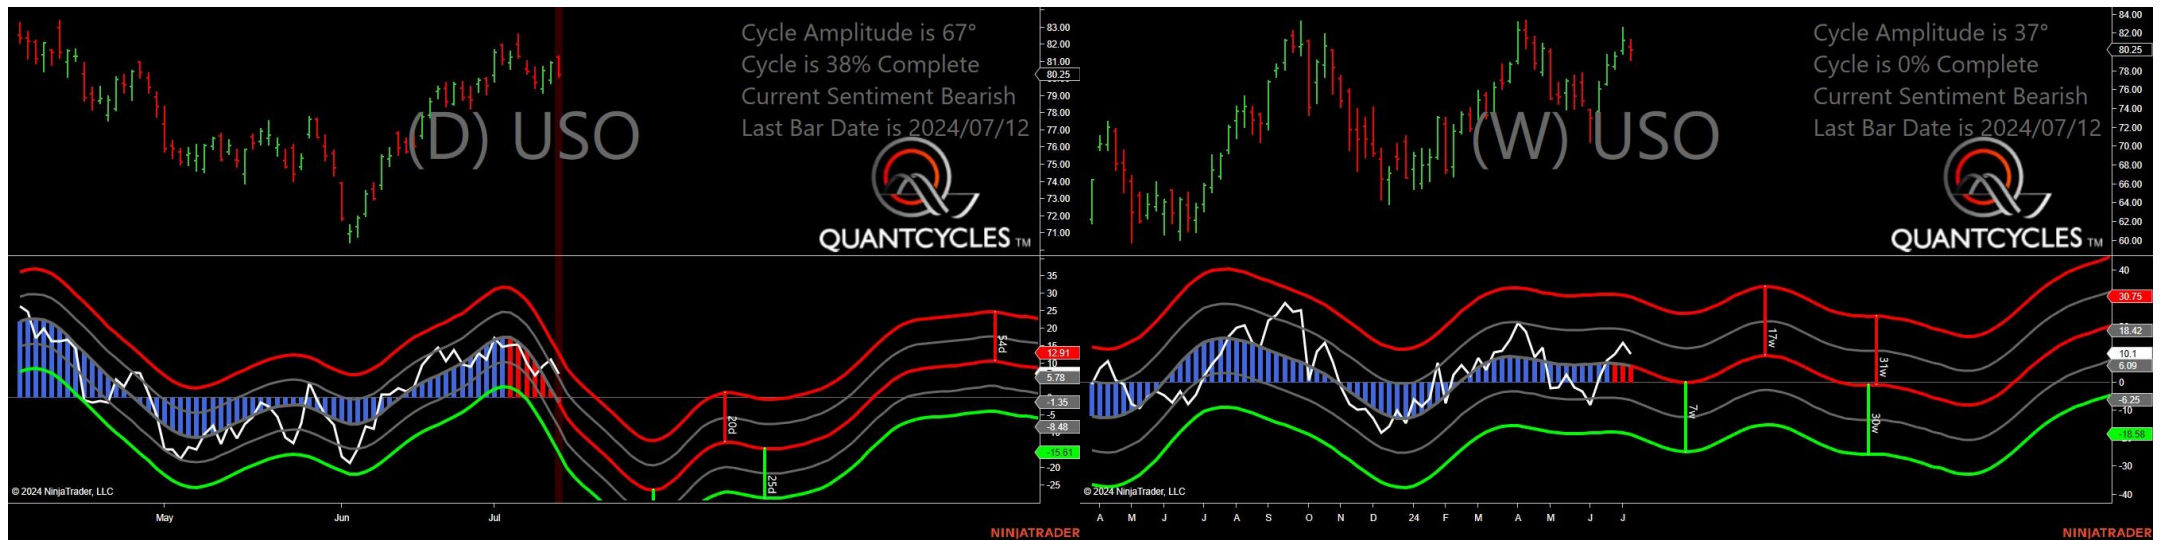 Cycle Amplitude is 67°
Cycle is 38% Complete
Current Sentiment Bearish
Last Bar Date is 2024/07/12
(D) USO
QUANTCYCLES TM
83.00
82.00
81.00
80.25
79.00
78.00
77.00
76.00
75.00
74.00
73.00
72.00
71.00
35
30
25
20
15
12.91
10
5.78
-1.35
-5
-8.48
-15.61
-20
-25
54d
20d
25d
© 2024 NinjaTrader, LLC
May
Jun
Jul
NINJATRADER
Cycle Amplitude is 37°
Cycle is 0% Complete
Current Sentiment Bearish
Last Bar Date is 2024/07/12
(W) USO
QUANTCYCLES TM
84.00
82.00
80.25
78.00
76.00
74.00
72.00
70.00
68.00
66.00
64.00
62.00
60.00
40
30.75
18.42
10.1
6.09
0
-6.25
-10
-18.58
-30
-40
17w
31w
7w
30w
© 2024 NinjaTrader, LLC
A
M
J
J
A
S
O
N
D
24
F
M
A
M
J
J
NINJATRADER